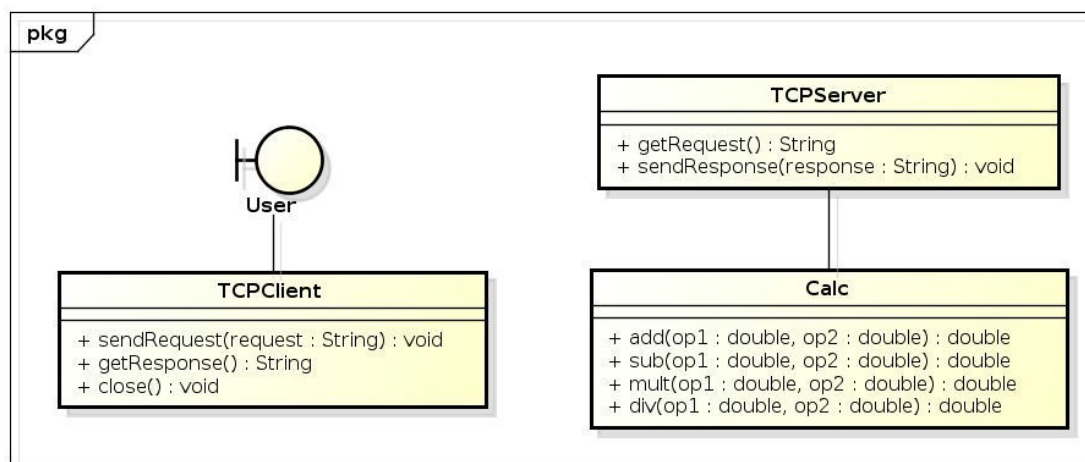 pkg
User
TCPClient
+ sendRequest(request : String) : void
+ getResponse() : String
+ close() : void
TCPServer
+ getRequest() : String
+ sendResponse(response : String) : void
Calc
+ add(op1 : double, op2 : double) : double
+ sub(op1 : double, op2 : double) : double
+ mult(op1 : double, op2 : double) : double
+ div(op1 : double, op2 : double) : double